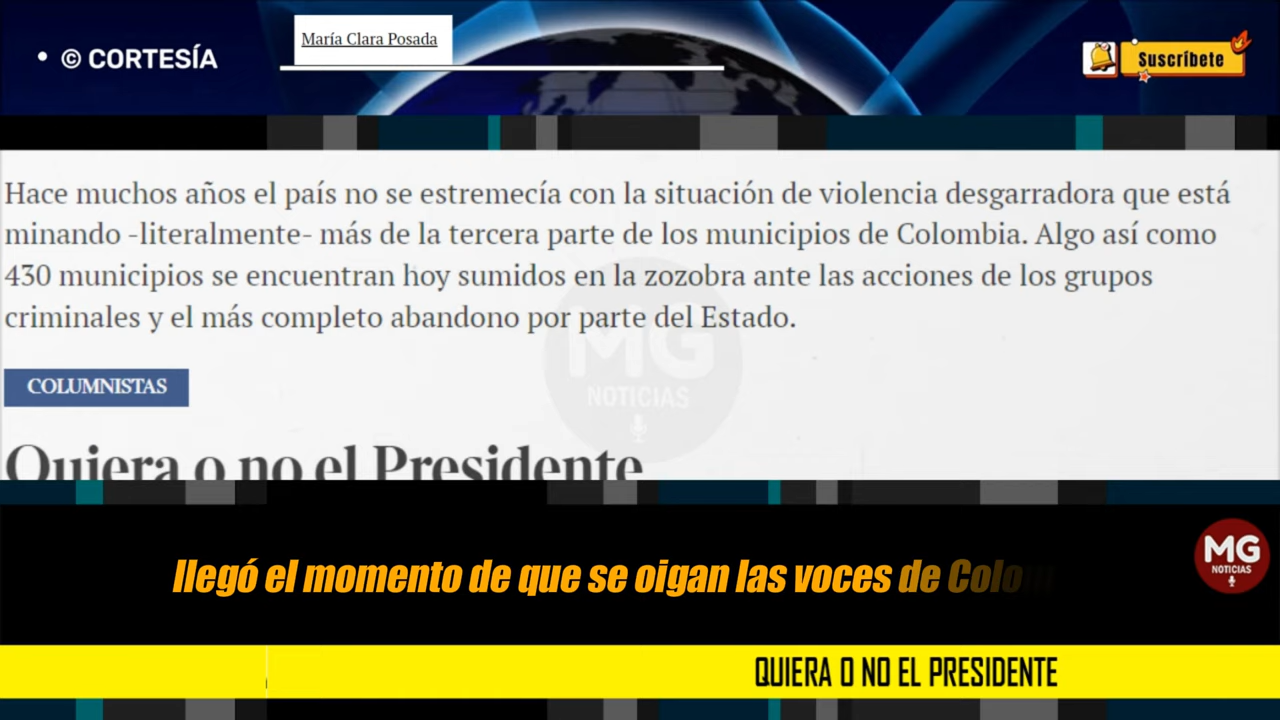 • © CORTESÍA
María Clara Posada
Suscríbete
Hace muchos años el país no se estremecía con la situación de violencia desgarradora que está
minando -literalmente- más de la tercera parte de los municipios de Colombia. Algo así como
430 municipios se encuentran hoy sumidos en la zozobra ante las acciones de los grupos
criminales y el más completo abandono por parte del Estado.
MG
NOTICIAS
COLUMNISTAS
Quiera o no el Presidente
llegó el momento de que se oigan las voces de Colo
MG
NOTICIAS
QUIERA O NO EL PRESIDENTE